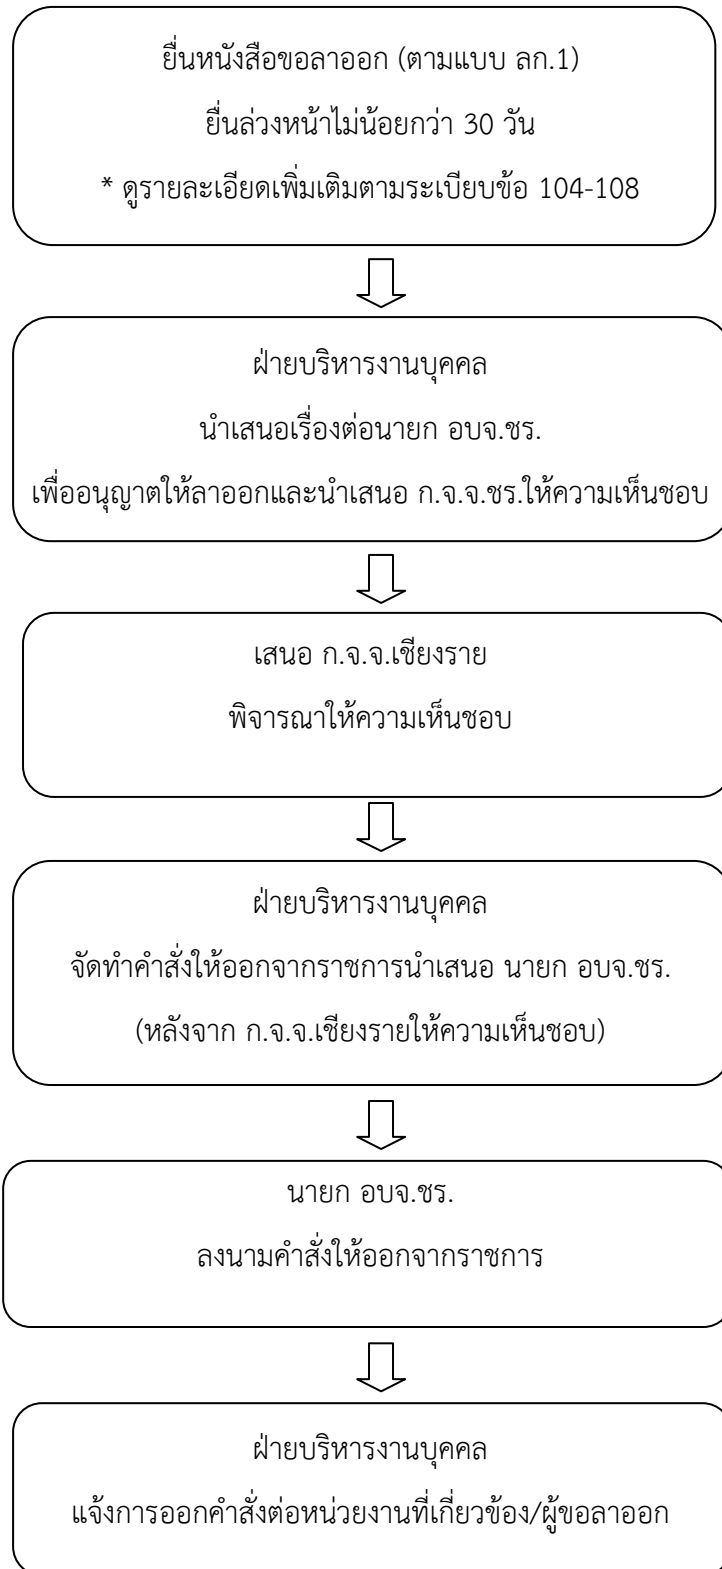 ยื่นหนังสือขอลาออก (ตามแบบ ลก.1)
ยื่นล่วงหน้าไม่น้อยกว่า 30 วัน
* ดูรายละเอียดเพิ่มเติมตามระเบียบข้อ 104-108
ฝ่ายบริหารงานบุคคล
นำเสนอเรื่องต่อนายก อบจ.ชร.
เพื่ออนุญาตให้ลาออกและนำเสนอ ก.จ.จ.ชร.ให้ความเห็นชอบ
เสนอ ก.จ.จ.เชียงราย
พิจารณาให้ความเห็นชอบ
ฝ่ายบริหารงานบุคคล
จัดทำคำสั่งให้ออกจากราชการนำเสนอ นายก อบจ.ชร.
(หลังจาก ก.จ.จ.เชียงรายให้ความเห็นชอบ)
นายก อบจ.ชร.
ลงนามคำสั่งให้ออกจากราชการ
ฝ่ายบริหารงานบุคคล
แจ้งการออกคำสั่งต่อหน่วยงานที่เกี่ยวข้อง/ผู้ขอลาออก